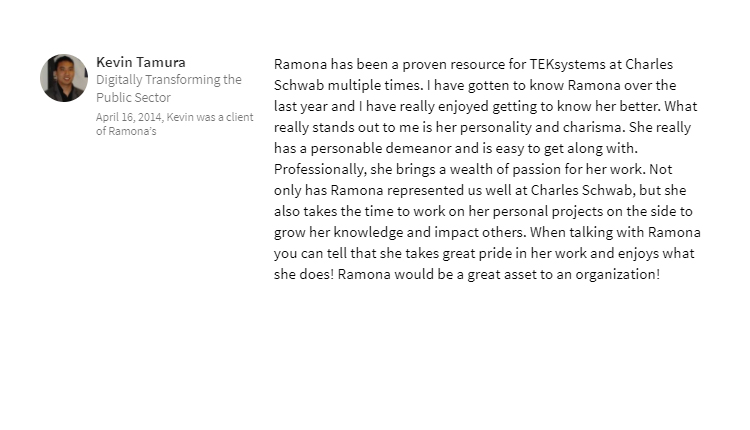 Kevin Tamura
Digitally Transforming the
Public Sector
April 16, 2014, Kevin was a client
of Ramona's
Ramona has been a proven resource for TEKsystems at Charles
Schwab multiple times. I have gotten to know Ramona over the
last year and I have really enjoyed getting to know her better. What
really stands out to me is her personality and charisma. She really
has a personable demeanor and is easy to get along with.
Professionally, she brings a wealth of passion for her work. Not
only has Ramona represented us well at Charles Schwab, but she
also takes the time to work on her personal projects on the side to
grow her knowledge and impact others. When talking with Ramona
you can tell that she takes great pride in her work and enjoys what
she does! Ramona would be a great asset to an organization!